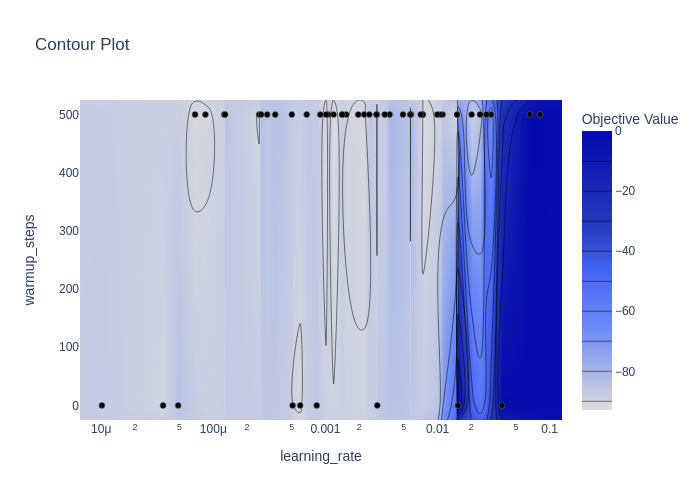 Contour Plot
Objective Value
warmup_steps
500
400
300
200
100
0
0
−20
−40
−60
−80
10μ 2 5 100μ 2 5 0.001 2 5 0.01 2 5 0.1
learning_rate